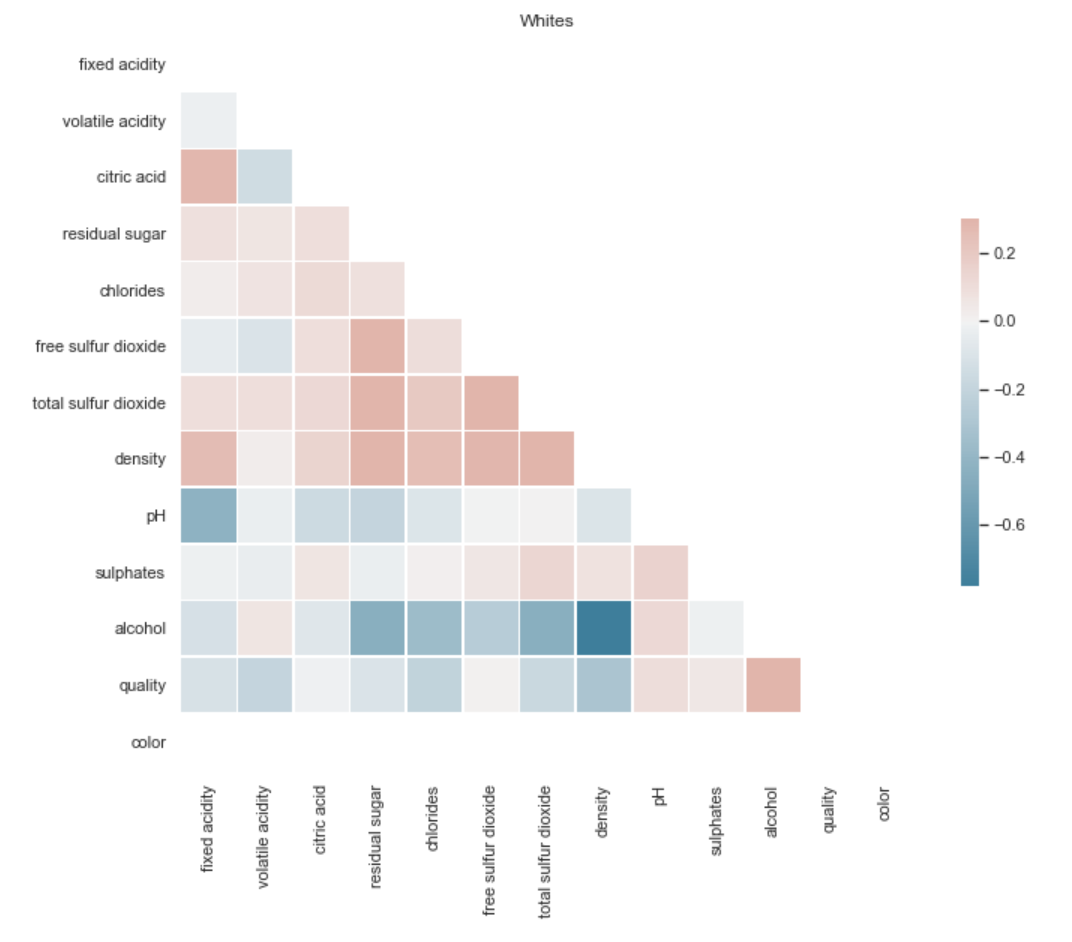 Whites
fixed acidity
volatile acidity
citric acid
residual sugar
chlorides
free sulfur dioxide
total sulfur dioxide
density
pH
sulphates
alcohol
quality
color
0.2
0.0
−0.2
−0.4
−0.6
fixed acidity
volatile acidity
citric acid
residual sugar
chlorides
free sulfur dioxide
total sulfur dioxide
density
pH
sulphates
alcohol
quality
color